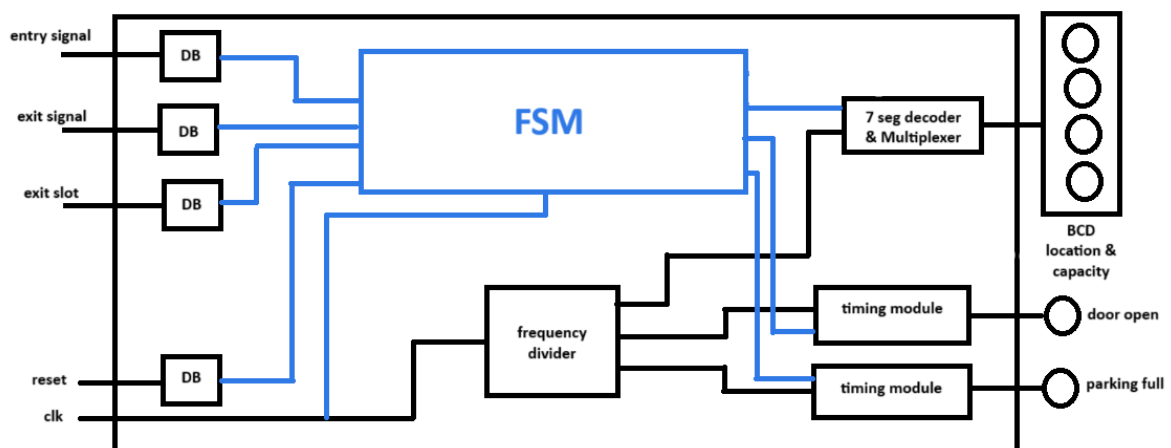 entry signal
DB
exit signal
DB
exit slot
DB
reset
DB
clk
FSM
frequency
divider
7 seg decoder
& Multiplexer
timing module
timing module
BCD
location &
capacity
door open
parking full